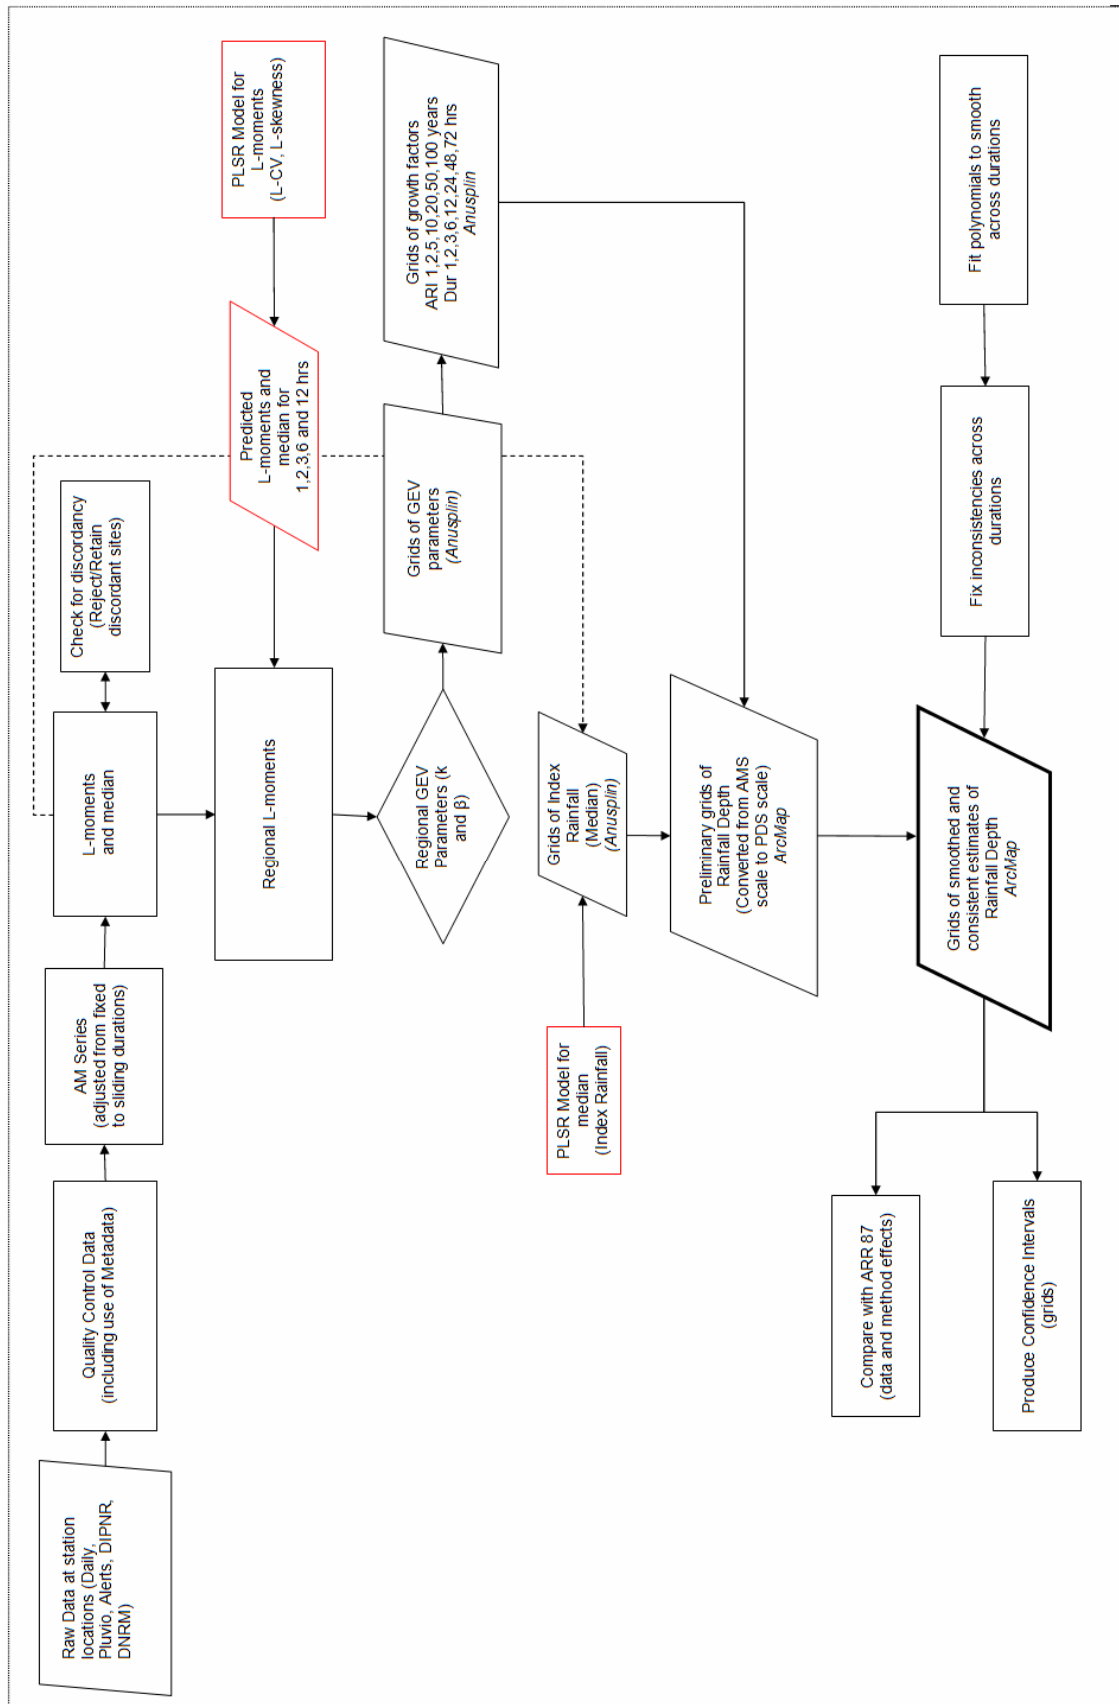 Raw Data at station
locations (Daily,
Pluvio, Alerts, DIPNR,
DNRM)
Quality Control Data
(including use of Metadata)
AM Series
(adjusted from fixed
to sliding durations)
L-moments
and median
Check for discordancy
(Reject/Retain
discordant sites)
PLSR Model for
L-moments
(L-CV, L-skewness)
Predicted
L-moments and
median for
1,2,3,6 and 12 hrs
Regional L-moments
Regional GEV
Parameters (k
and β)
Grids of GEV
parameters
(Anusplin)
Grids of growth factors
ARI 1,2,5,10,20,50,100 years
Dur 1,2,3,6,12,24,48,72 hrs
Anusplin
PLSR Model for
median
(Index Rainfall)
Grids of Index
Rainfall
(Median)
(Anusplin)
Preliminary grids of
Rainfall Depth
(Converted from AMS
scale to PDS scale)
ArcMap
Compare with ARR 87
(data and method effects)
Produce Confidence Intervals
(grids)
Grids of smoothed and
consistent estimates of
Rainfall Depth
ArcMap
Fix inconsistencies across
durations
Fit polynomials to smooth
across durations